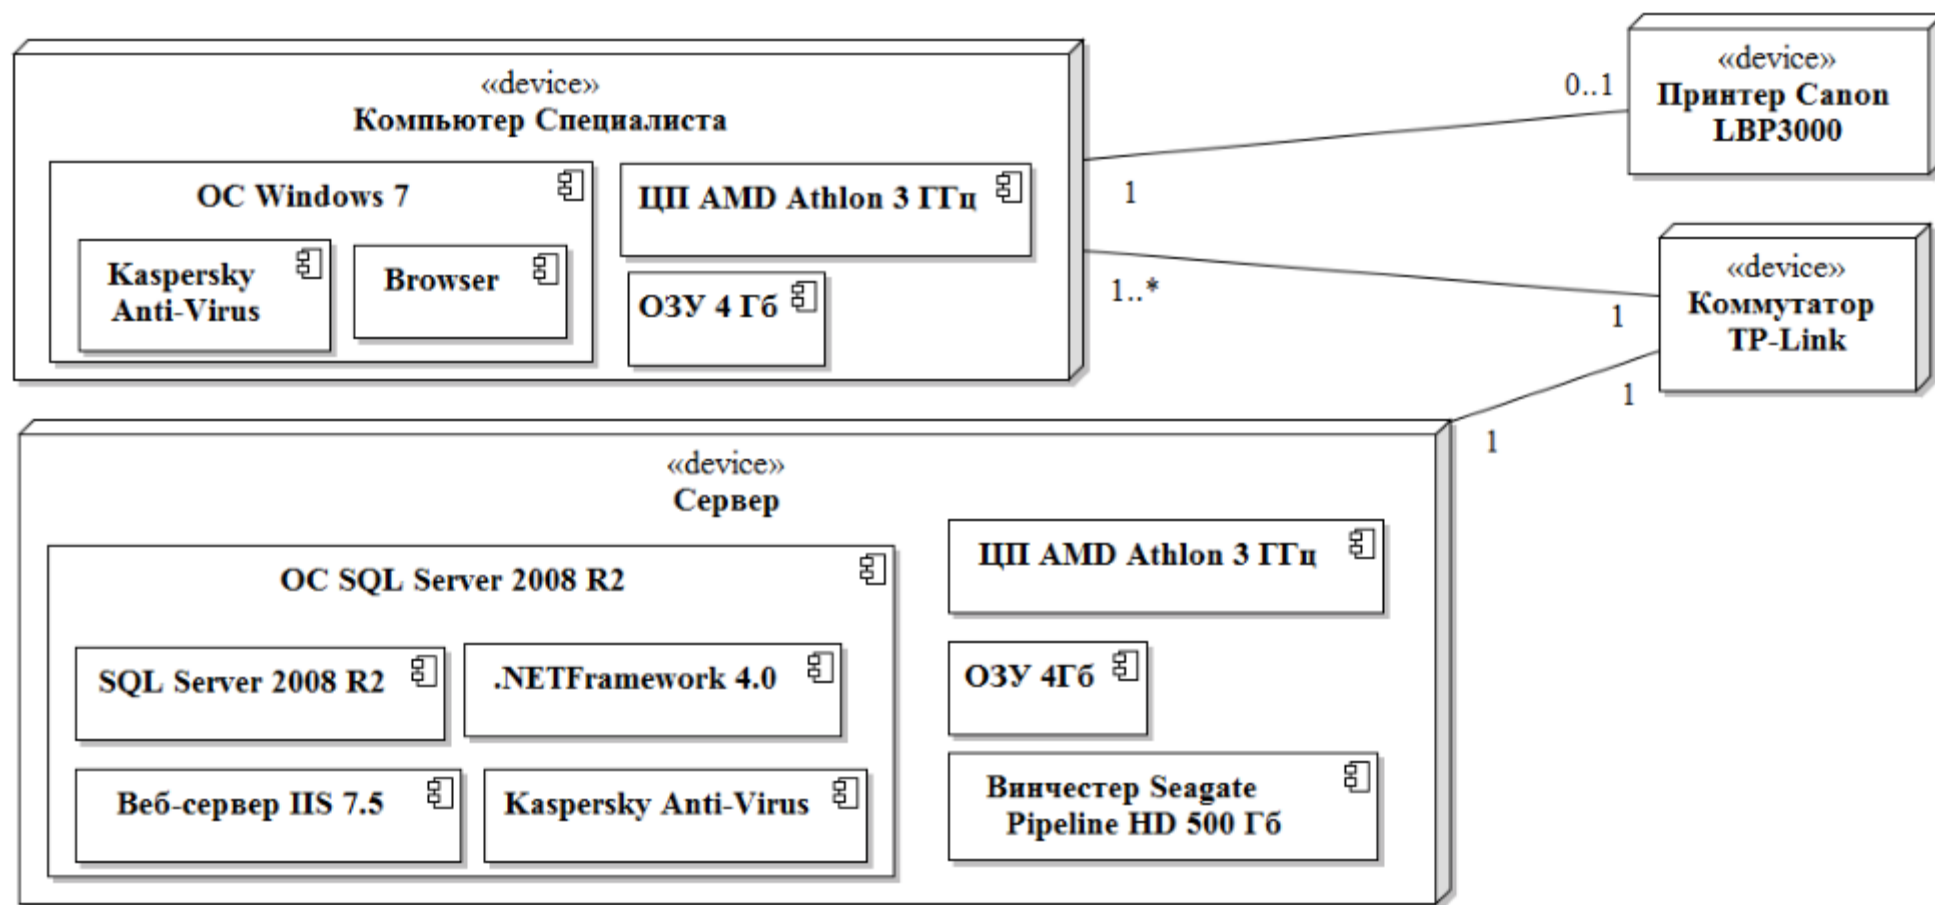 «device»
Компьютер Специалиста
ОС Windows 7
Kaspersky
Anti-Virus
Browser
ЦП AMD Athlon 3 ГГц
ОЗУ 4 Гб
1
0..1
«device»
Принтер Canon
LBP3000
1..*
1
«device»
Коммутатор
TP-Link
1
1
«device»
Сервер
ОС SQL Server 2008 R2
SQL Server 2008 R2
.NETFramework 4.0
Веб-сервер IIS 7.5
Kaspersky Anti-Virus
ЦП AMD Athlon 3 ГГц
ОЗУ 4Гб
Винчестер Seagate
Pipeline HD 500 Гб